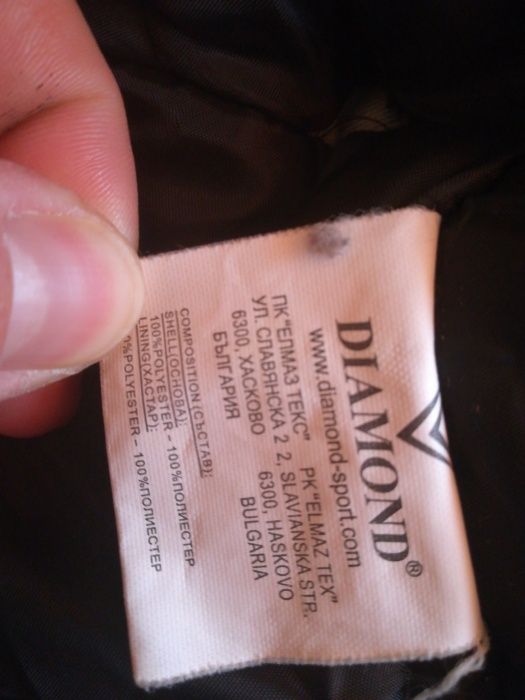 DIAMOND®
www.diamond-sport.com
ПК "ЕЛМАЗ ТЕКС" PK "ELMAZ TEX"
УЛ. СЛАВЯНСКА 2 2, SLAVIANSKA STR.
6300, ХАСКОВО 6300, HASKOVO
БЪЛГАРИЯ BULGARIA
COMPOSITION (СЪСТАВ):
SHELL(ОСНОВА):
100%POLYESTER – 100%ПОЛИЕСТЕР
LINING(ХАСТАР):
0%POLYESTER – 100%ПОЛИЕСТЕР